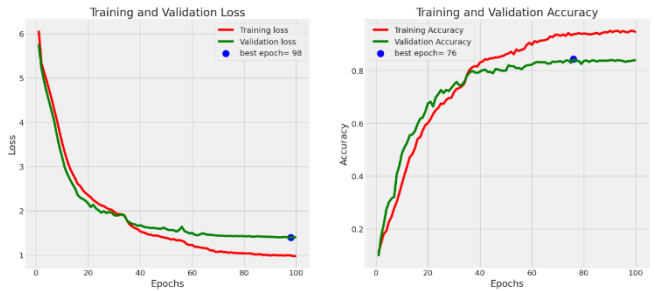 Training and Validation Loss
Training loss
Validation loss
best epoch= 98
Loss
6
5
4
3
2
1
0
20
40
60
80
100
Epochs
Training and Validation Accuracy
Training Accuracy
Validation Accuracy
best epoch= 76
Accuracy
0.8
0.6
0.4
0.2
0
20
40
60
80
100
Epochs